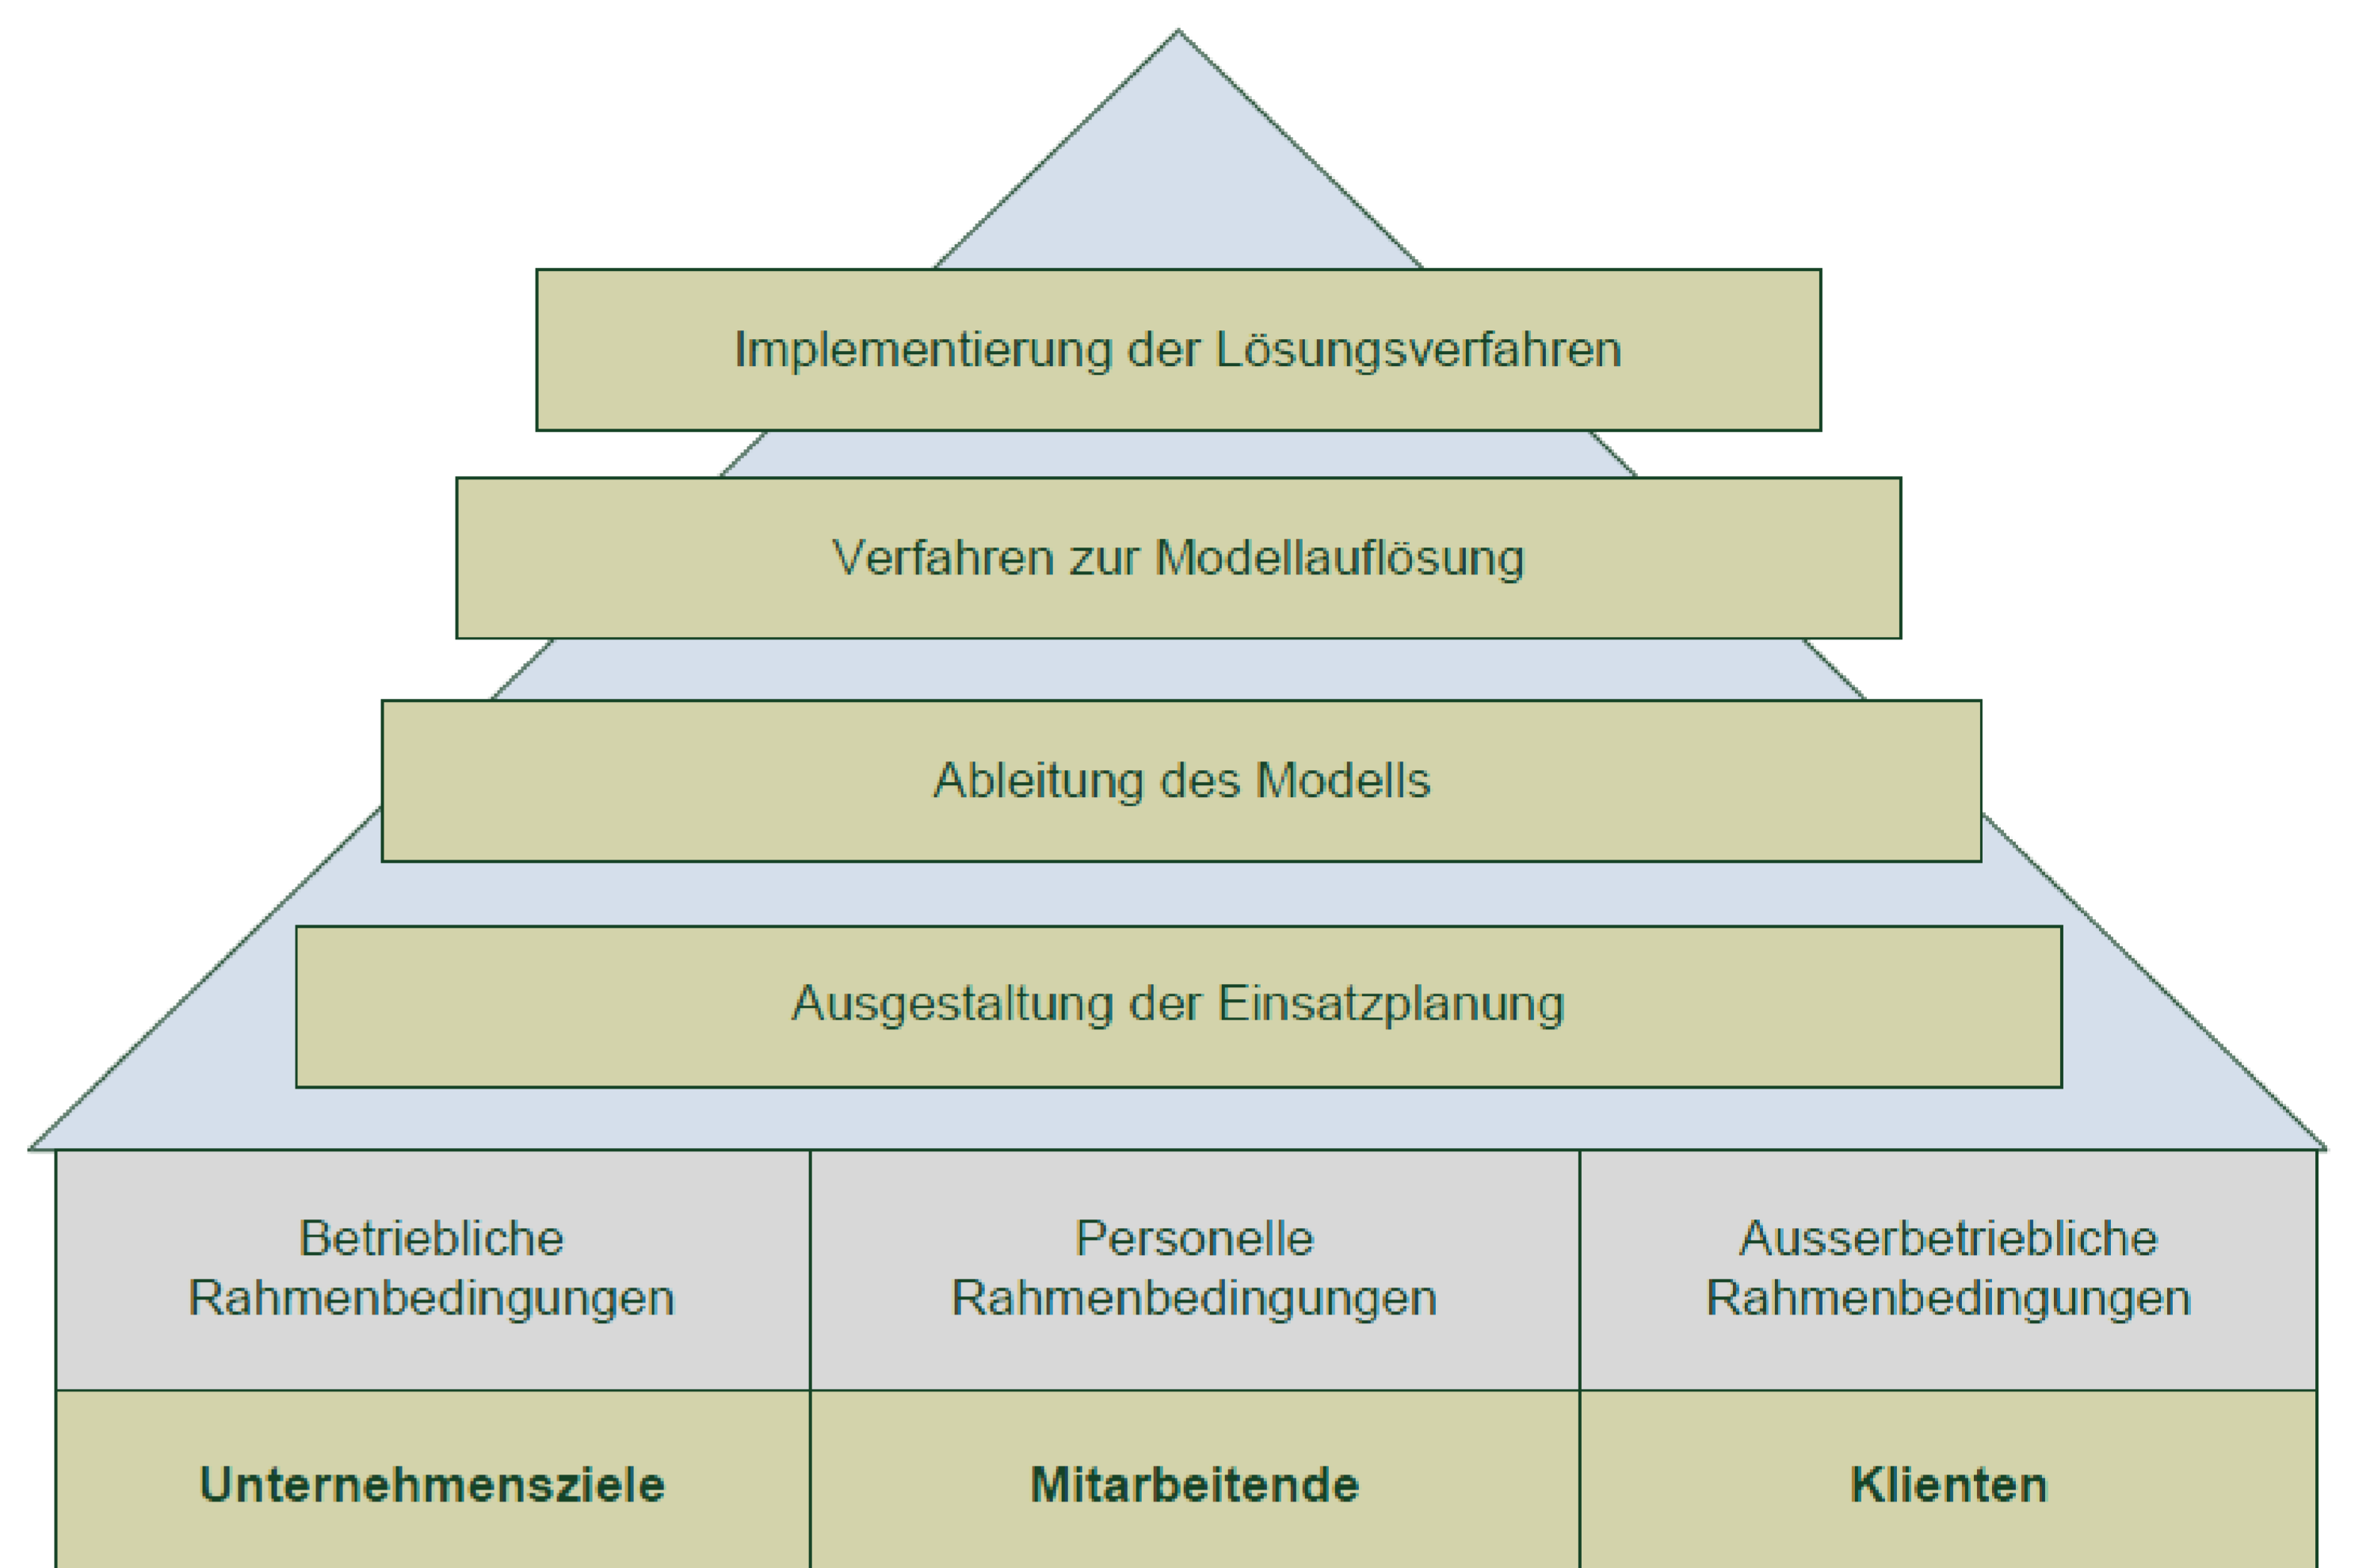 Implementierung der Lösungsverfahren
Verfahren zur Modellauflösung
Ableitung des Modells
Ausgestaltung der Einsatzplanung
Betriebliche
Rahmenbedingungen
Personelle
Rahmenbedingungen
Ausserbetriebliche
Rahmenbedingungen
Unternehmensziele
Mitarbeitende
Klienten